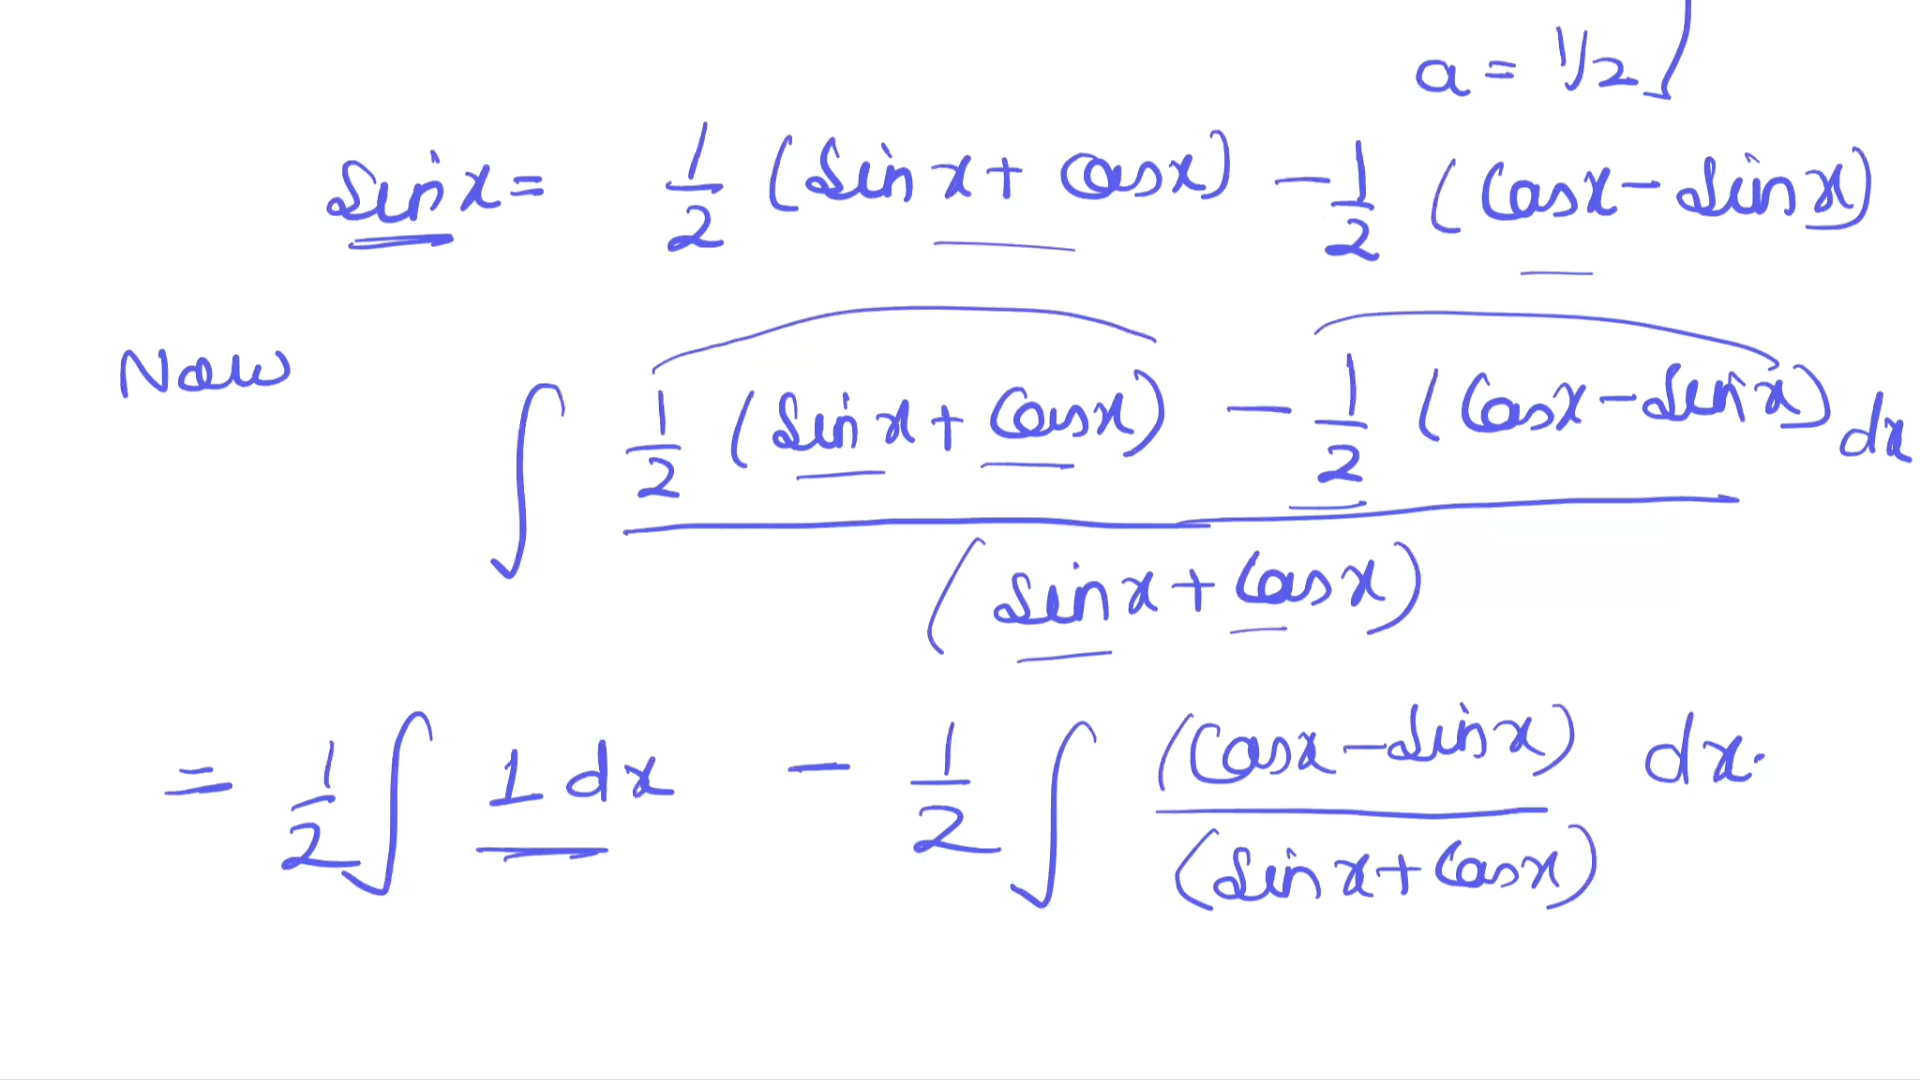 a = 1/2
Sin x = 1/2 (Sin x + Cos x) - 1/2 (Cos x - Sin x)
Now ∫ (1/2 (Sin x + Cos x) - 1/2 (Cos x - Sin x)) / (Sin x + Cos x) dx
= 1/2 ∫ 1 dx - 1/2 ∫ (Cos x - Sin x) / (Sin x + Cos x) dx.